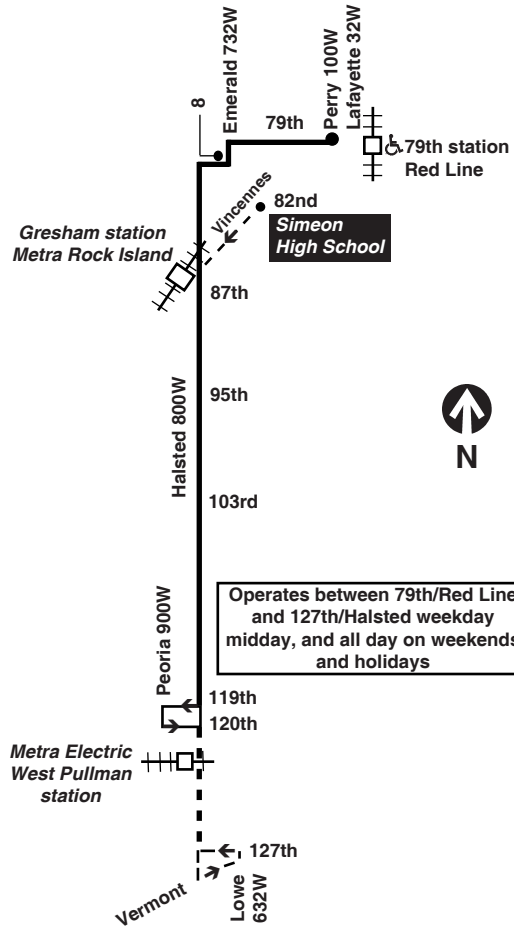 Emerald 732W
Perry 100W
Lafayette 32W
8
79th
79th station
Red Line
Vincennes
82nd
Simeon
High School
Gresham station
Metra Rock Island
87th
Halsted 800W
95th
N
103rd
Operates between 79th/Red Line
and 127th/Halsted weekday
midday, and all day on weekends
and holidays
Peoria 900W
119th
120th
Metra Electric
West Pullman
station
127th
Vermont
Lowe
632W